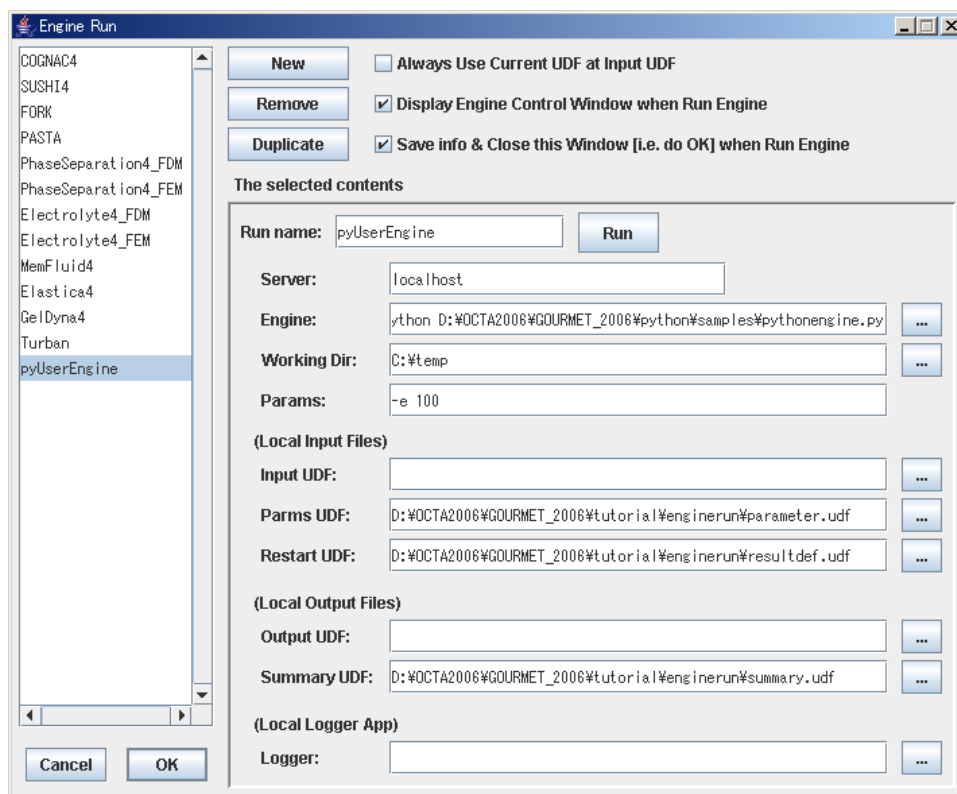 Engine Run
COGNAC4
SUSHI4
FORK
PASTA
PhaseSeparation4_FDM
PhaseSeparation4_FEM
Electrolyte4_FDM
Electrolyte4_FEM
MemFluid4
Elastica4
GelDyna4
Turban
pyUserEngine
Cancel
OK
New
Always Use Current UDF at Input UDF
Remove
Display Engine Control Window when Run Engine
Duplicate
Save info & Close this Window [i.e. do OK] when Run Engine
The selected contents
Run name: pyUserEngine Run
Server: localhost
Engine: ython D:¥OCTA2006¥GOURMET_2006¥python¥samples¥pythonengine.py ...
Working Dir: C:¥temp ...
Params: -e 100
(Local Input Files)
Input UDF: ...
Parms UDF: D:¥OCTA2006¥GOURMET_2006¥tutorial¥enginerun¥parameter.udf ...
Restart UDF: D:¥OCTA2006¥GOURMET_2006¥tutorial¥enginerun¥resultdef.udf ...
(Local Output Files)
Output UDF: ...
Summary UDF: D:¥OCTA2006¥GOURMET_2006¥tutorial¥enginerun¥summary.udf ...
(Local Logger App)
Logger: ...